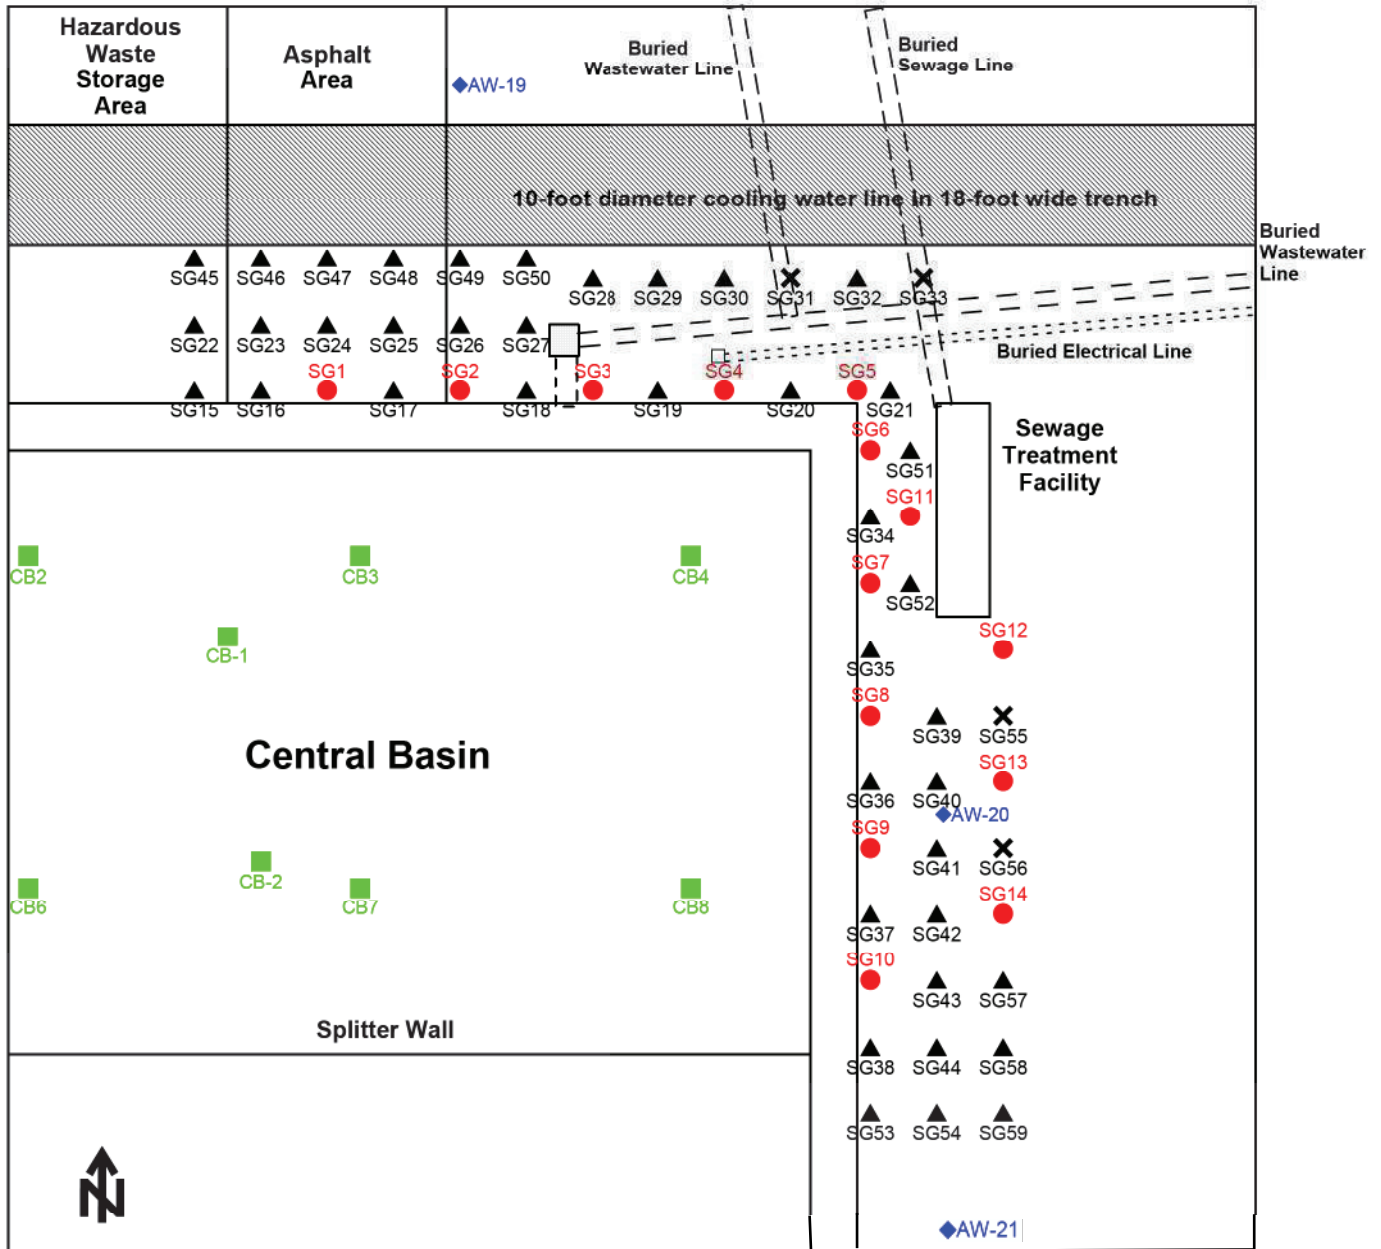 Hazardous
Waste
Storage
Area
Asphalt
Area
AW-19
Buried
Wastewater Line
Buried
Sewage Line
10-foot diameter cooling water line in 18-foot wide trench
Buried
Wastewater
Line
SG45 SG46 SG47 SG48 SG49 SG50
SG28 SG29 SG30 SG31 SG32 SG33
SG22 SG23 SG24 SG25 SG26 SG27
Buried Electrical Line
SG1 SG2 SG3 SG4 SG5
SG15 SG16 SG17 SG18 SG19 SG20 SG21
SG6
Sewage
Treatment
Facility
SG51
SG11
SG34
SG7
CB2 CB3 CB4
SG52
SG12
CB-1
SG35
SG8
SG39 SG55
Central Basin
SG13
SG36 SG40
AW-20
SG9
SG41 SG56
CB-2
SG14
CB6 CB7 CB8
SG37 SG42
SG10
SG43 SG57
Splitter Wall
SG38 SG44 SG58
SG53 SG54 SG59
N
AW-21